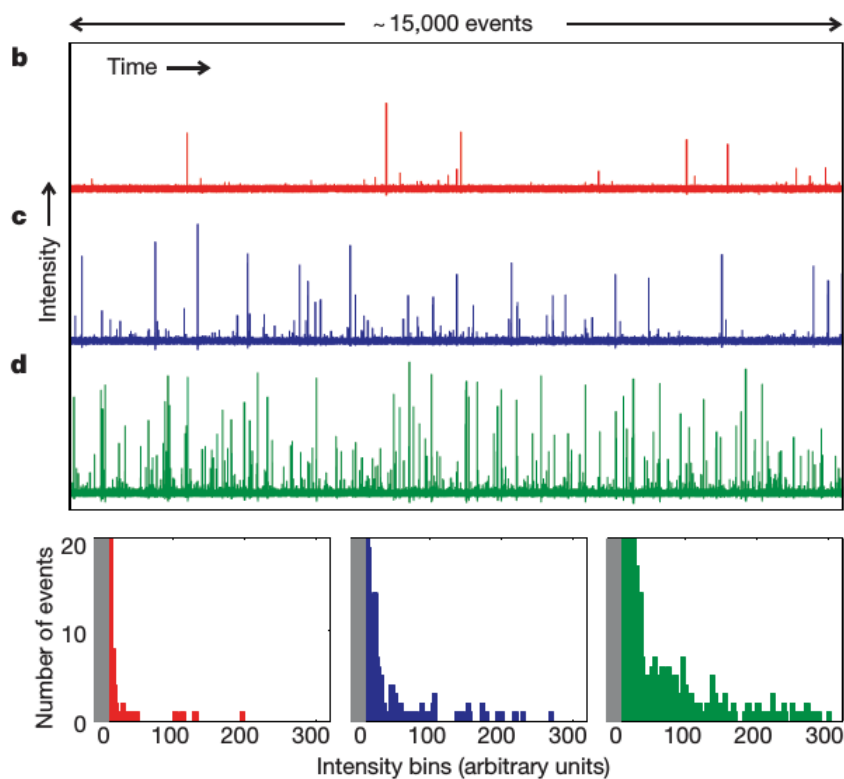 ~ 15,000 events
b
Time
c
Intensity
d
Number of events
20
10
0
0 100 200 300
0 100 200 300
0 100 200 300
Intensity bins (arbitrary units)